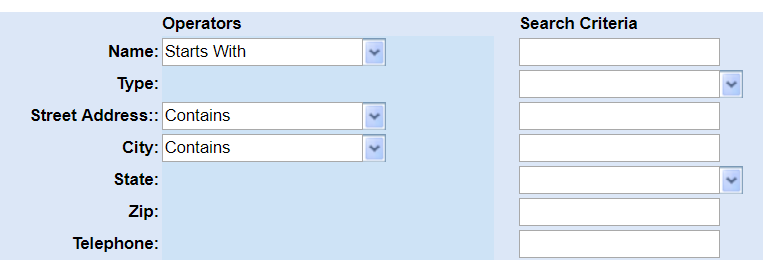 Operators Search Criteria
Name: Starts With
Type:
Street Address:: Contains
City: Contains
State:
Zip:
Telephone: